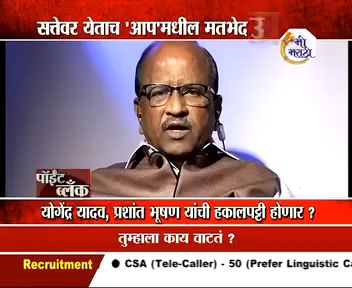 सत्तेवर येताच 'आप'मधील मतभेद
मी
मराठी
पॉईंट
ब्लँक
योगेंद्र यादव, प्रशांत भूषण यांची हकालपट्टी होणार ?
तुम्हाला काय वाटतं ?
Recruitment ● CSA (Tele-Caller) - 50 (Prefer Linguistic Ca